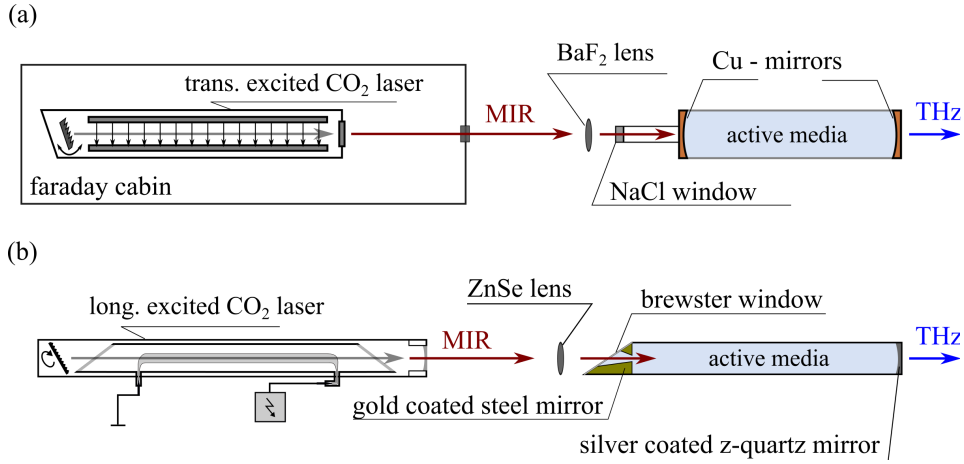 (a)
BaF₂ lens
Cu - mirrors
trans. excited CO₂ laser
MIR
active media
THz
faraday cabin
NaCl window
(b)
ZnSe lens
brewster window
long. excited CO₂ laser
MIR
active media
THz
gold coated steel mirror
silver coated z-quartz mirror